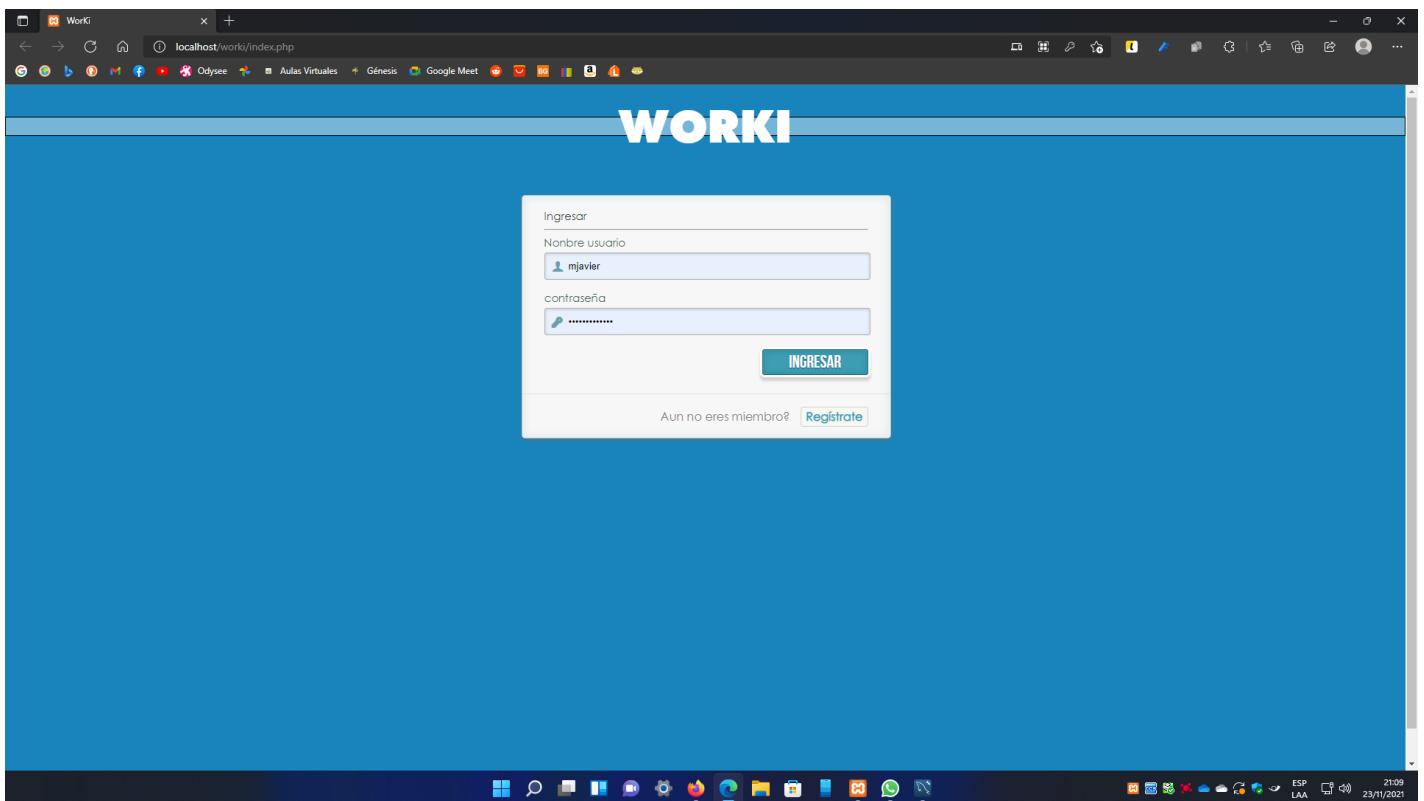 WorKi
localhost/worki/index.php
Odysee Aulas Virtuales Génesis Google Meet
WORKI
Ingresar
Nonbre usuario
mjavier
contraseña
•••••••••••••
INGRESAR
Aun no eres miembro? Regístrate
ESP
LAA
21:09
23/11/2021